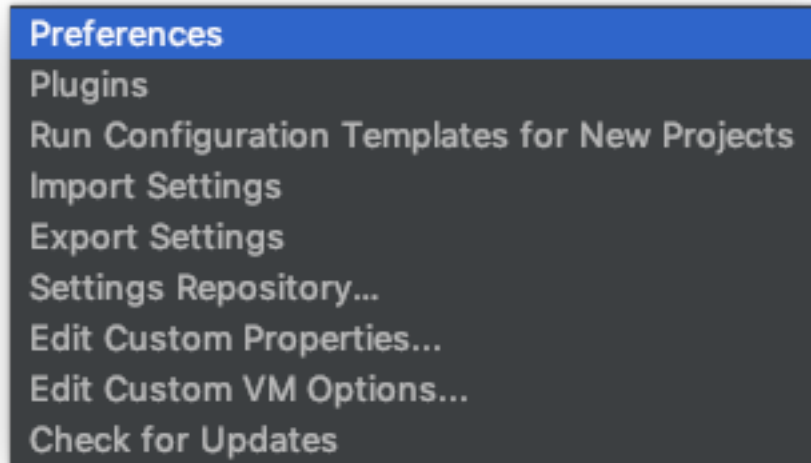 Preferences
Plugins
Run Configuration Templates for New Projects
Import Settings
Export Settings
Settings Repository...
Edit Custom Properties...
Edit Custom VM Options...
Check for Updates